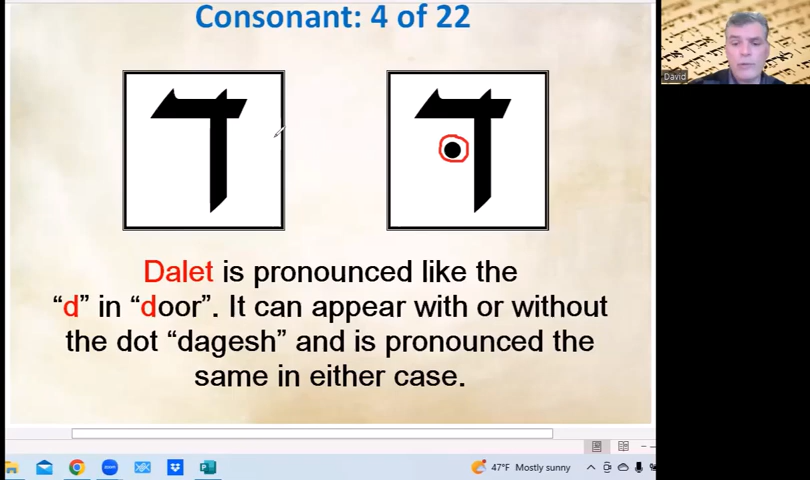 Consonant: 4 of 22
ד דּ
David
Dalet is pronounced like the
“d” in “door”. It can appear with or without
the dot “dagesh” and is pronounced the
same in either case.
47°F Mostly sunny